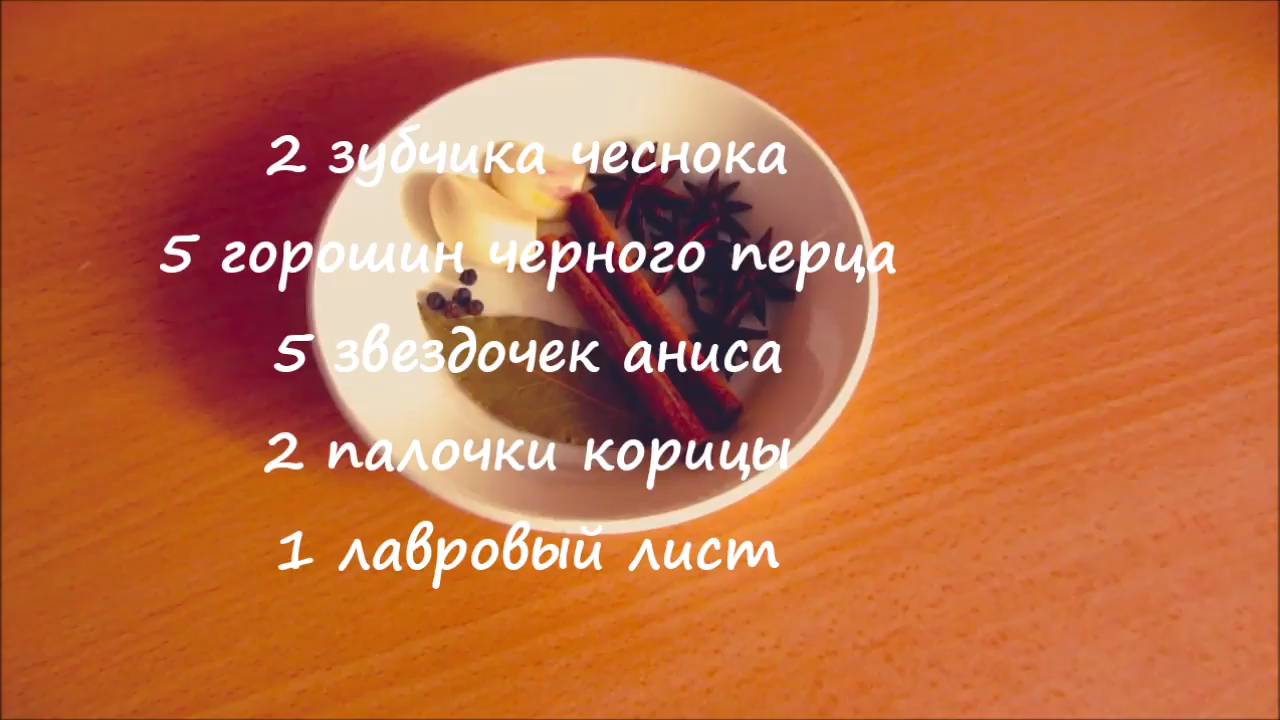 2 зубчика чеснока
5 горошин черного перца
5 звездочек аниса
2 палочки корицы
1 лавровый лист